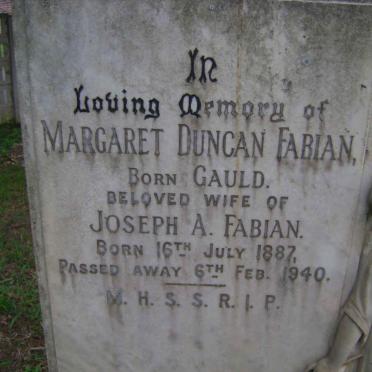 In
Loving Memory of
MARGARET DUNCAN FABIAN,
BORN GAULD.
BELOVED WIFE OF
JOSEPH A. FABIAN.
BORN 16TH JULY 1887,
PASSED AWAY 6TH FEB. 1940.
M. H. S. S. R. I. P.